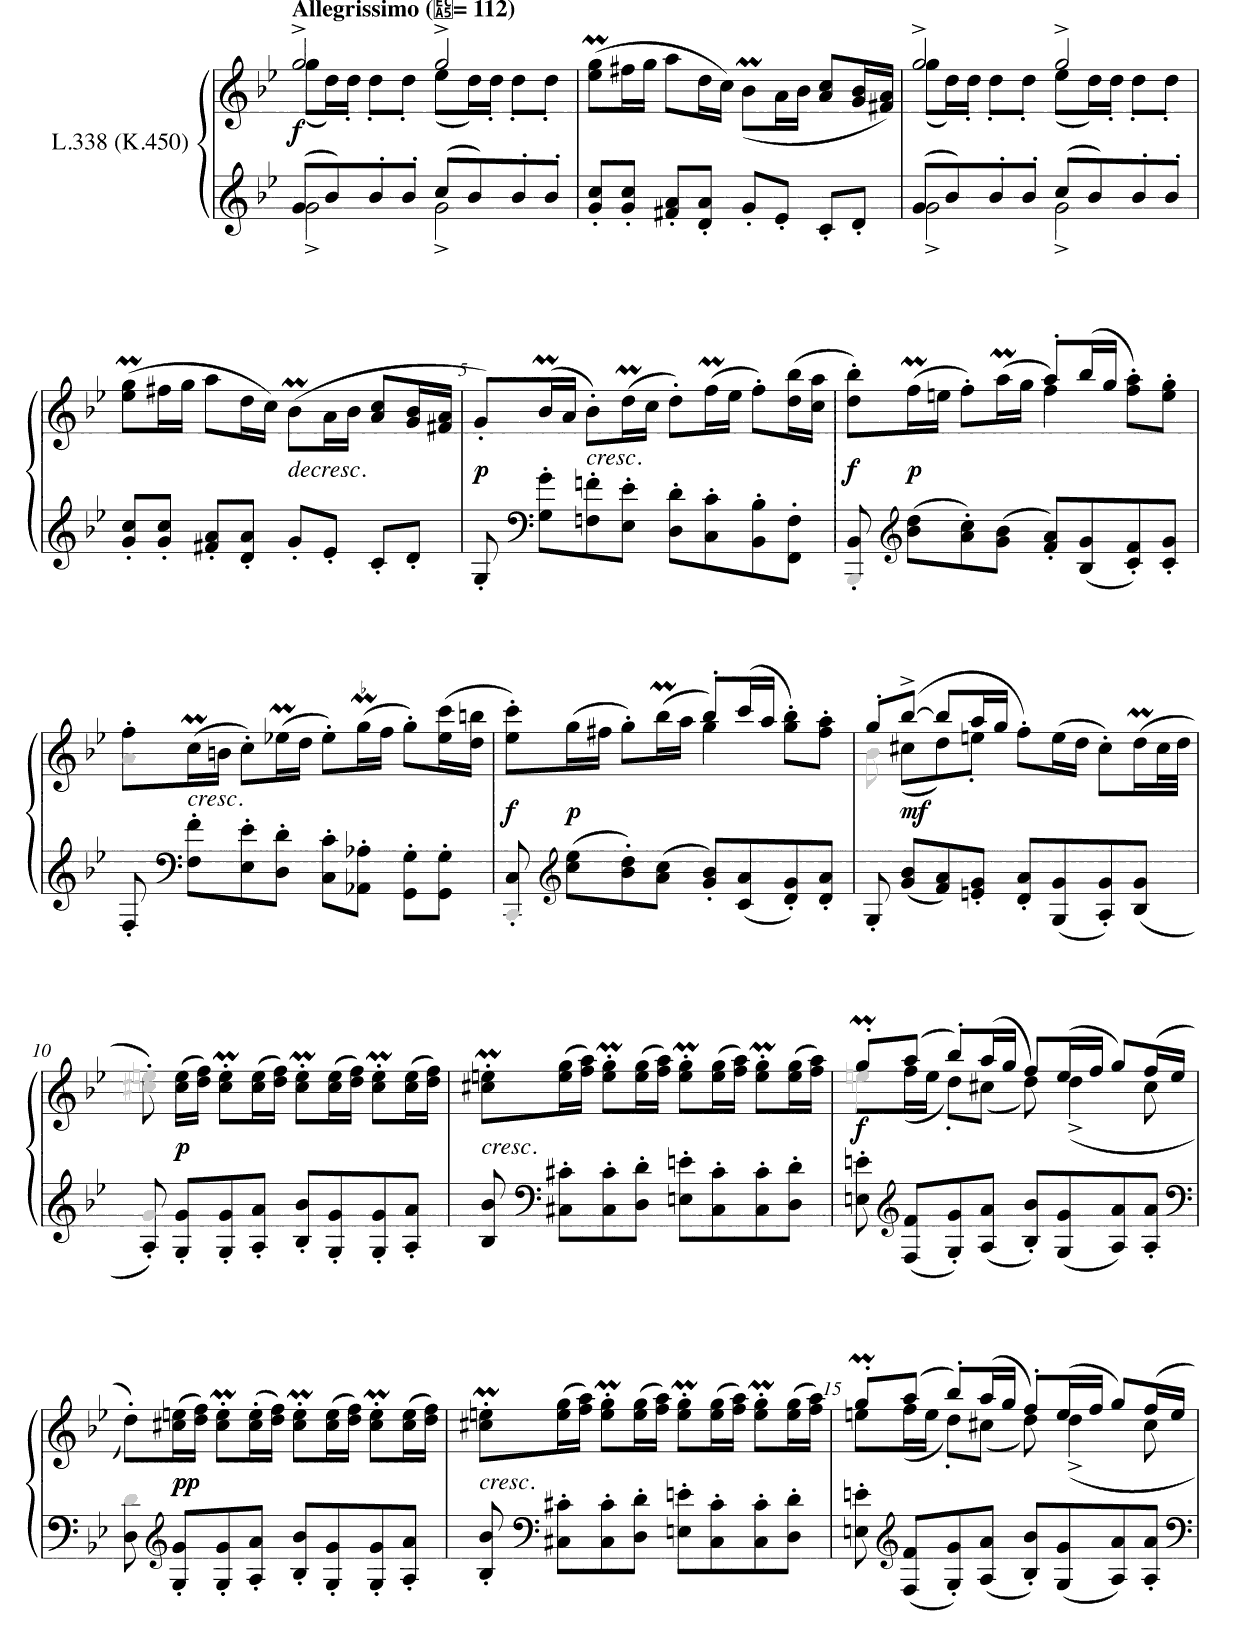 Allegrissimo (= 112)
L.338 (K.450)
f
decresc.
5
p
cresc.
f
p
cresc.
f
p
mf
10
p
cresc.
f
15
pp
cresc.